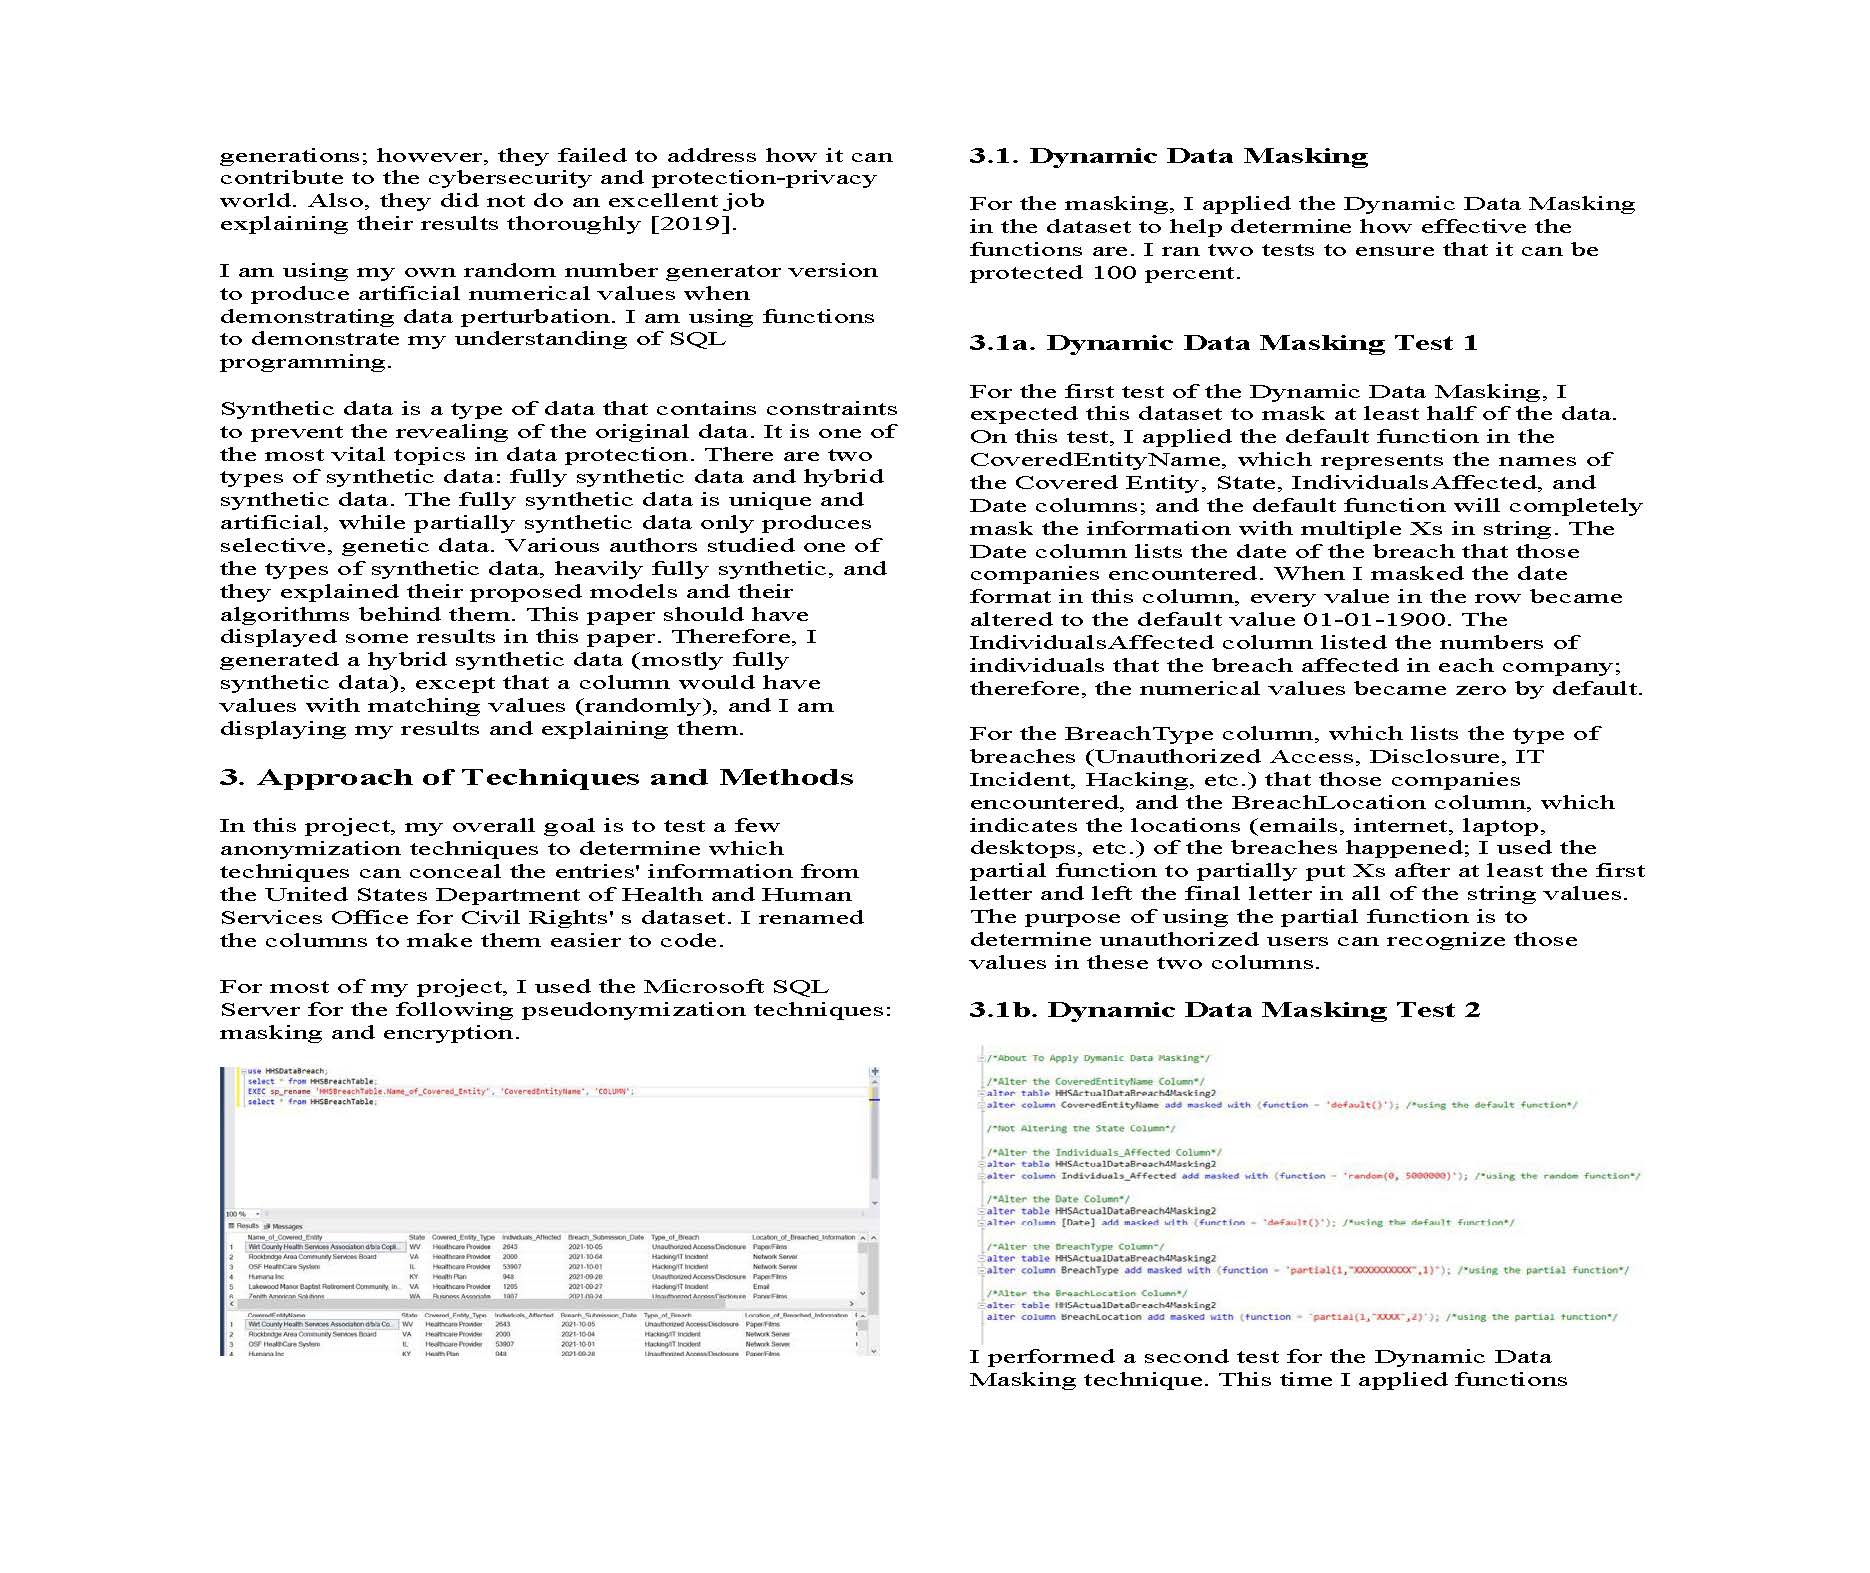 generations; however, they failed to address how it can
contribute to the cybersecurity and protection-privacy
world. Also, they did not do an excellent job
explaining their results thoroughly [2019].
I am using my own random number generator version
to produce artificial numerical values when
demonstrating data perturbation. I am using functions
to demonstrate my understanding of SQL
programming.
Synthetic data is a type of data that contains constraints
to prevent the revealing of the original data. It is one of
the most vital topics in data protection. There are two
types of synthetic data: fully synthetic data and hybrid
synthetic data. The fully synthetic data is unique and
artificial, while partially synthetic data only produces
selective, genetic data. Various authors studied one of
the types of synthetic data, heavily fully synthetic, and
they explained their proposed models and their
algorithms behind them. This paper should have
displayed some results in this paper. Therefore, I
generated a hybrid synthetic data (mostly fully
synthetic data), except that a column would have
values with matching values (randomly), and I am
displaying my results and explaining them.
3. Approach of Techniques and Methods
In this project, my overall goal is to test a few
anonymization techniques to determine which
techniques can conceal the entries' information from
the United States Department of Health and Human
Services Office for Civil Rights' s dataset. I renamed
the columns to make them easier to code.
For most of my project, I used the Microsoft SQL
Server for the following pseudonymization techniques:
masking and encryption.
use HHSDataBreach;
select * from HHSBreachTable;
EXEC sp_rename 'HHSBreachTable.Name_of_Covered_Entity', 'CoveredEntityName', 'COLUMN';
select * from HHSBreachTable;
100 %
Results Messages
Name_of_Covered_Entity State Covered_Entity_Type Individuals_Affected Breach_Submission_Date Type_of_Breach Location_of_Breached_Information
1 Wirt County Health Services Association d/b/a Copli... WV Healthcare Provider 2643 2021-10-05 Unauthorized Access/Disclosure Paper/Films
2 Rockbridge Area Community Services Board VA Healthcare Provider 2000 2021-10-04 Hacking/IT Incident Network Server
3 OSF HealthCare System IL Healthcare Provider 53907 2021-10-01 Hacking/IT Incident Network Server
4 Humana Inc KY Health Plan 948 2021-09-28 Unauthorized Access/Disclosure Paper/Films
5 Lakewood Manor Baptist Retirement Community, In... VA Healthcare Provider 1205 2021-09-27 Hacking/IT Incident Email
6 Zenith American Solutions WA Business Associate 1907 2021-09-24 Unauthorized Access/Disclosure Paper/Films
CoveredEntityName State Covered_Entity_Type Individuals_Affected Breach_Submission_Date Type_of_Breach Location_of_Breached_Information
1 Wirt County Health Services Association d/b/a Co... WV Healthcare Provider 2643 2021-10-05 Unauthorized Access/Disclosure Paper/Films
2 Rockbridge Area Community Services Board VA Healthcare Provider 2000 2021-10-04 Hacking/IT Incident Network Server
3 OSF HealthCare System IL Healthcare Provider 53907 2021-10-01 Hacking/IT Incident Network Server
4 Humana Inc KY Health Plan 948 2021-09-28 Unauthorized Access/Disclosure Paper/Films
3.1. Dynamic Data Masking
For the masking, I applied the Dynamic Data Masking
in the dataset to help determine how effective the
functions are. I ran two tests to ensure that it can be
protected 100 percent.
3.1a. Dynamic Data Masking Test 1
For the first test of the Dynamic Data Masking, I
expected this dataset to mask at least half of the data.
On this test, I applied the default function in the
CoveredEntityName, which represents the names of
the Covered Entity, State, IndividualsAffected, and
Date columns; and the default function will completely
mask the information with multiple Xs in string. The
Date column lists the date of the breach that those
companies encountered. When I masked the date
format in this column, every value in the row became
altered to the default value 01-01-1900. The
IndividualsAffected column listed the numbers of
individuals that the breach affected in each company;
therefore, the numerical values became zero by default.
For the BreachType column, which lists the type of
breaches (Unauthorized Access, Disclosure, IT
Incident, Hacking, etc.) that those companies
encountered, and the BreachLocation column, which
indicates the locations (emails, internet, laptop,
desktops, etc.) of the breaches happened; I used the
partial function to partially put Xs after at least the first
letter and left the final letter in all of the string values.
The purpose of using the partial function is to
determine unauthorized users can recognize those
values in these two columns.
3.1b. Dynamic Data Masking Test 2
/*About To Apply Dymanic Data Masking*/
/*Alter the CoveredEntityName Column*/
alter table HHSActualDataBreach4Masking2
alter column CoveredEntityName add masked with (function = 'default()'); /*using the default function*/
/*Not Altering the State Column*/
/*Alter the Individuals_Affected Column*/
alter table HHSActualDataBreach4Masking2
alter column Individuals_Affected add masked with (function = 'random(0, 5000000)'); /*using the random function*/
/*Alter the Date Column*/
alter table HHSActualDataBreach4Masking2
alter column [Date] add masked with (function = 'default()'); /*using the default function*/
/*Alter the BreachType Column*/
alter table HHSActualDataBreach4Masking2
alter column BreachType add masked with (function = 'partial(1,"XXXXXXXXXX",1)'); /*using the partial function*/
/*Alter the BreachLocation Column*/
alter table HHSActualDataBreach4Masking2
alter column BreachLocation add masked with (function = 'partial(1,"XXXX",2)'); /*using the partial function*/
I performed a second test for the Dynamic Data
Masking technique. This time I applied functions